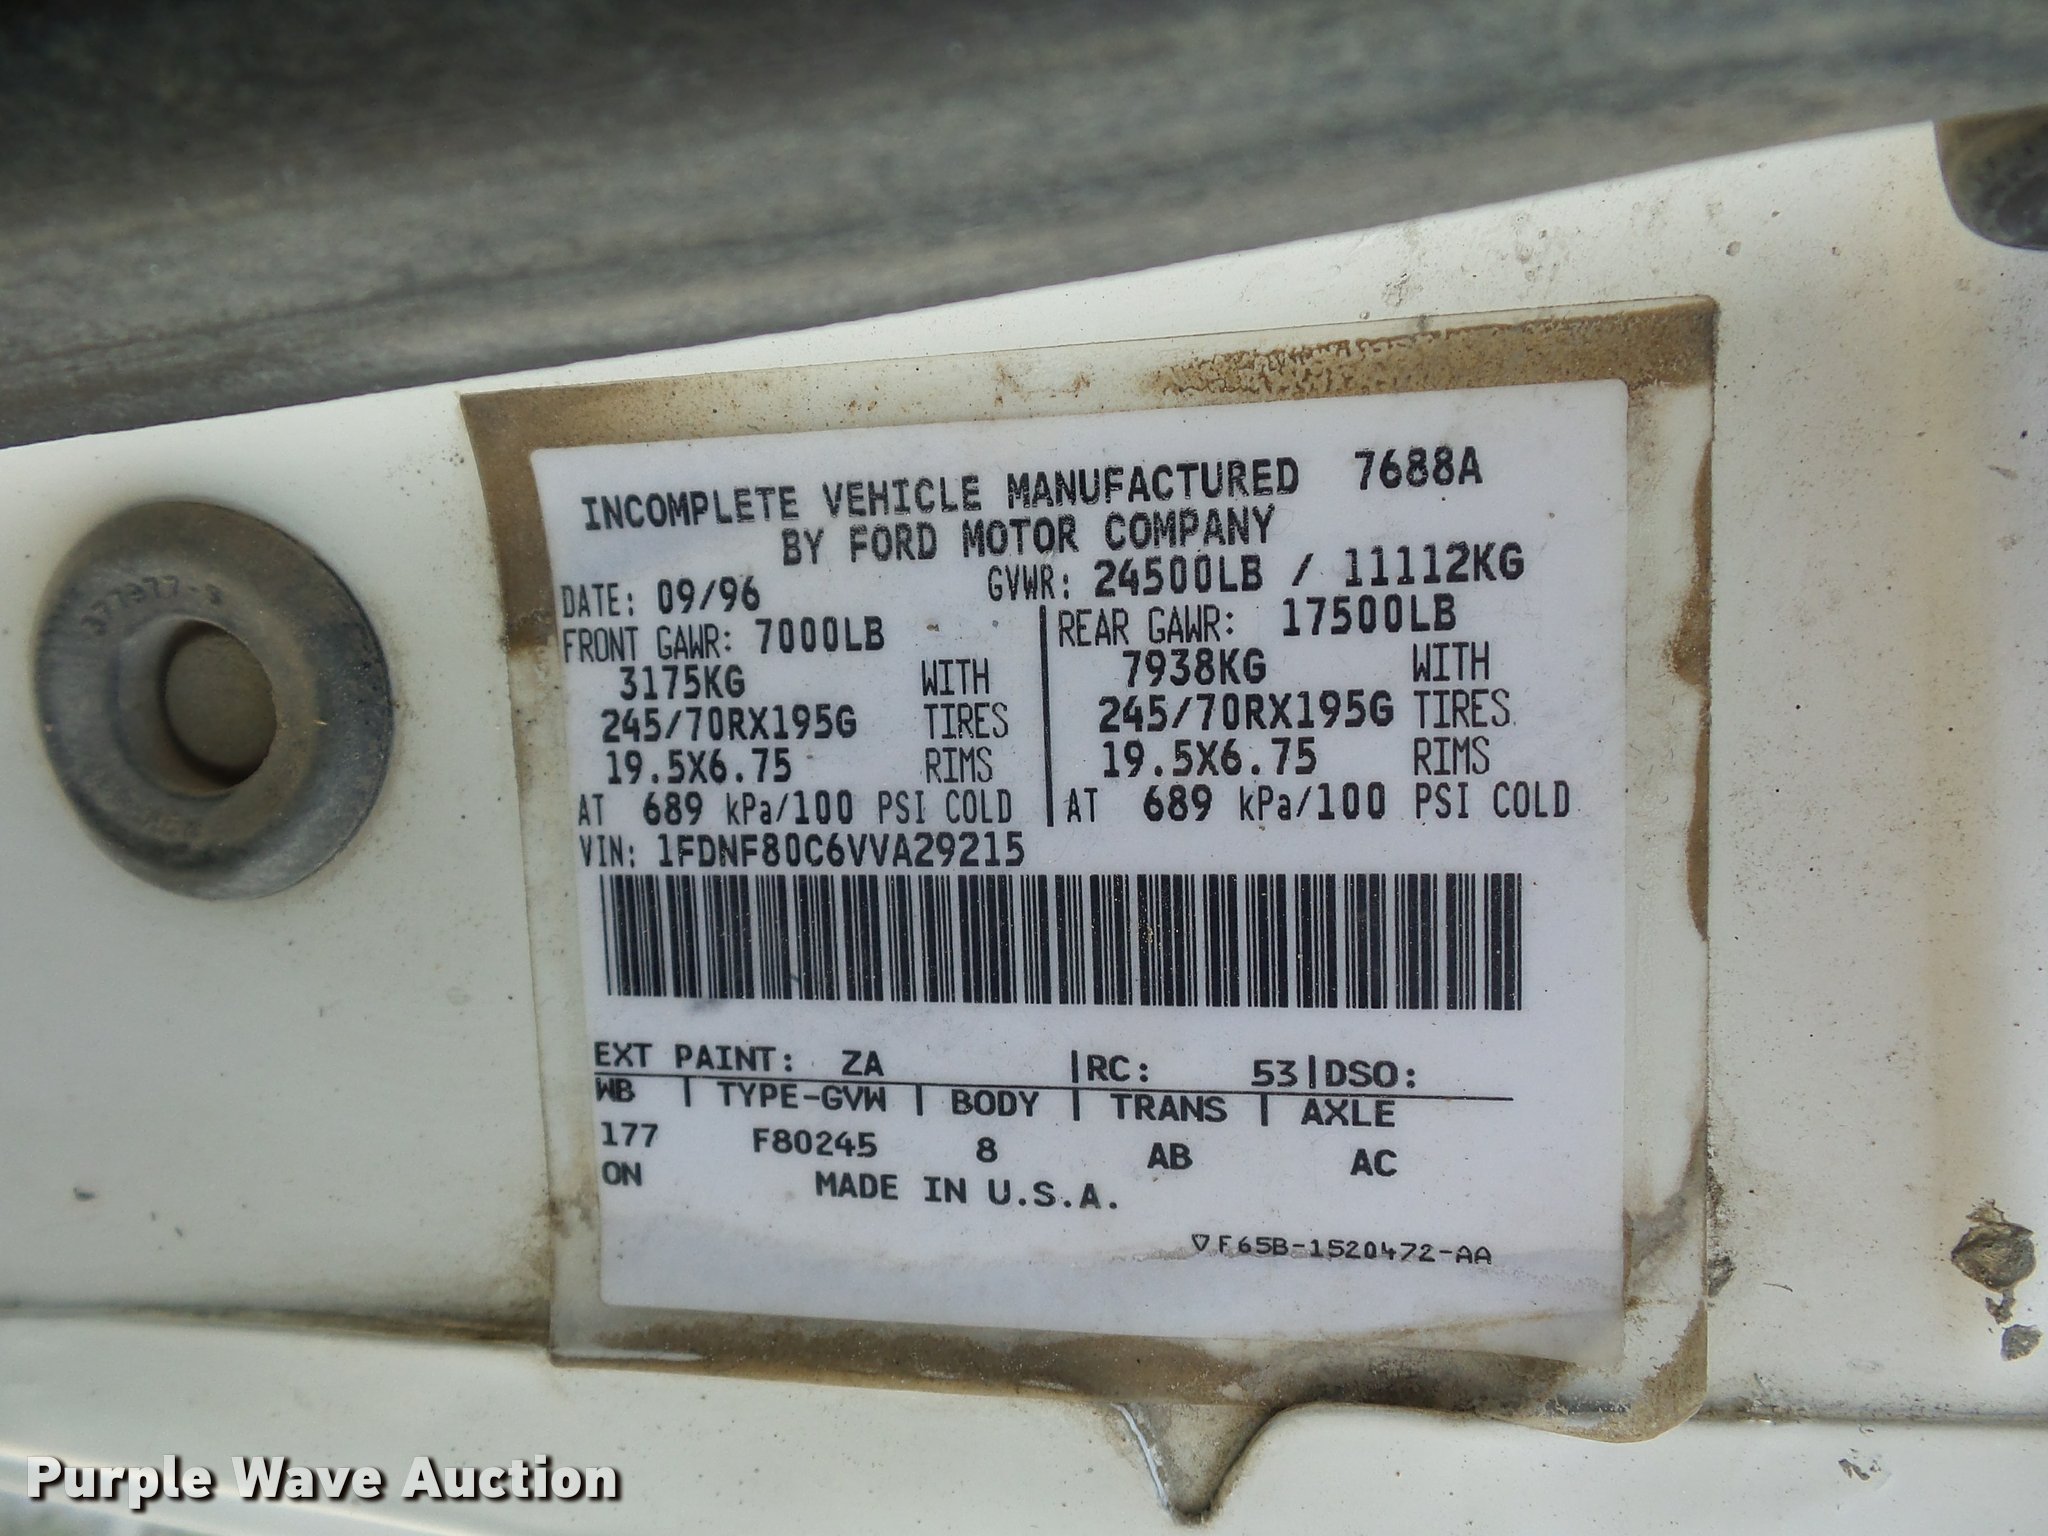 INCOMPLETE VEHICLE MANUFACTURED 7688A
BY FORD MOTOR COMPANY
DATE: 09/96 GVWR: 24500LB / 11112KG
FRONT GAWR: 7000LB REAR GAWR: 17500LB
3175KG WITH 7938KG WITH
245/70RX195G TIRES 245/70RX195G TIRES
19.5X6.75 RIMS 19.5X6.75 RIMS
AT 689 kPa/100 PSI COLD AT 689 kPa/100 PSI COLD
VIN: 1FDNF80C6VVA29215
EXT PAINT: ZA |RC: 53|DSO:
WB | TYPE-GVW | BODY | TRANS | AXLE
177 F80245 8 AB AC
ON MADE IN U.S.A.
F65B-1520472-AA
Purple Wave Auction